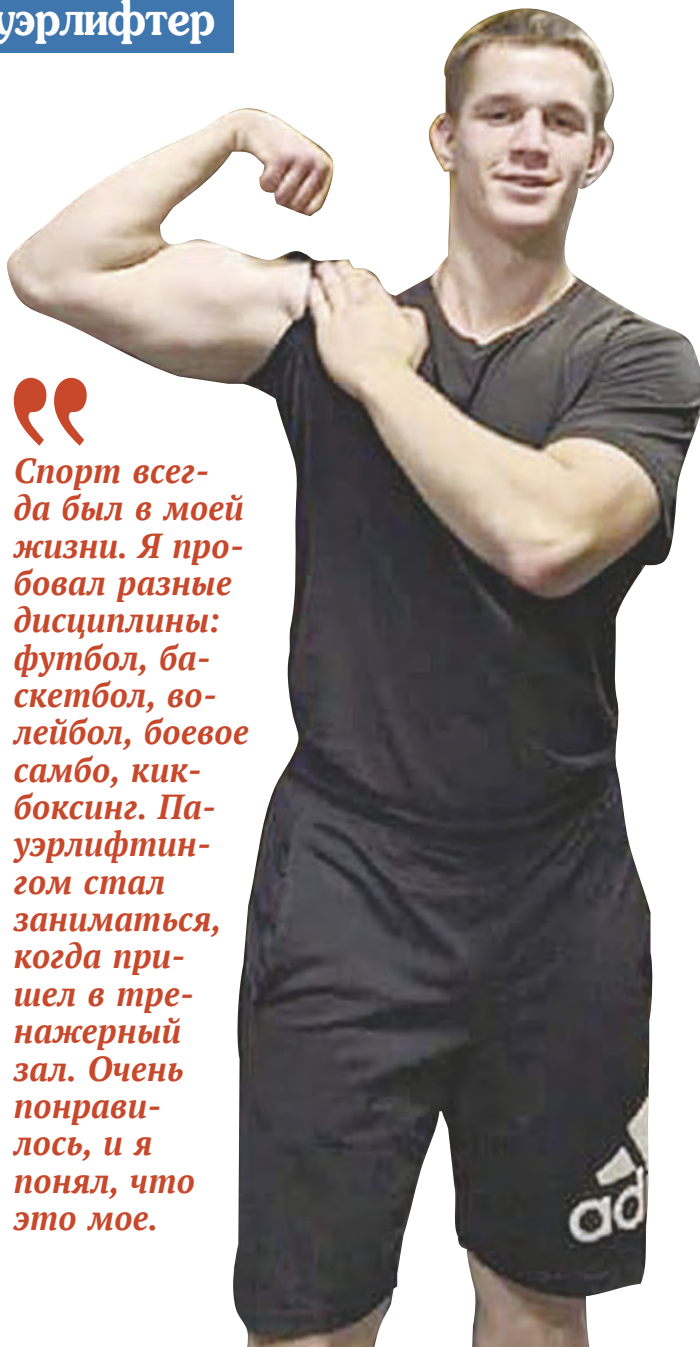 уэрлифтер
Спорт всег-
да был в моей
жизни. Я про-
бовал разные
дисциплины:
футбол, ба-
скетбол, во-
лейбол, боевое
самбо, кик-
боксинг. Па-
уэрлифтин-
гом стал
заниматься,
когда при-
шел в тре-
нажерный
зал. Очень
понрави-
лось, и я
понял, что
это мое.
ad